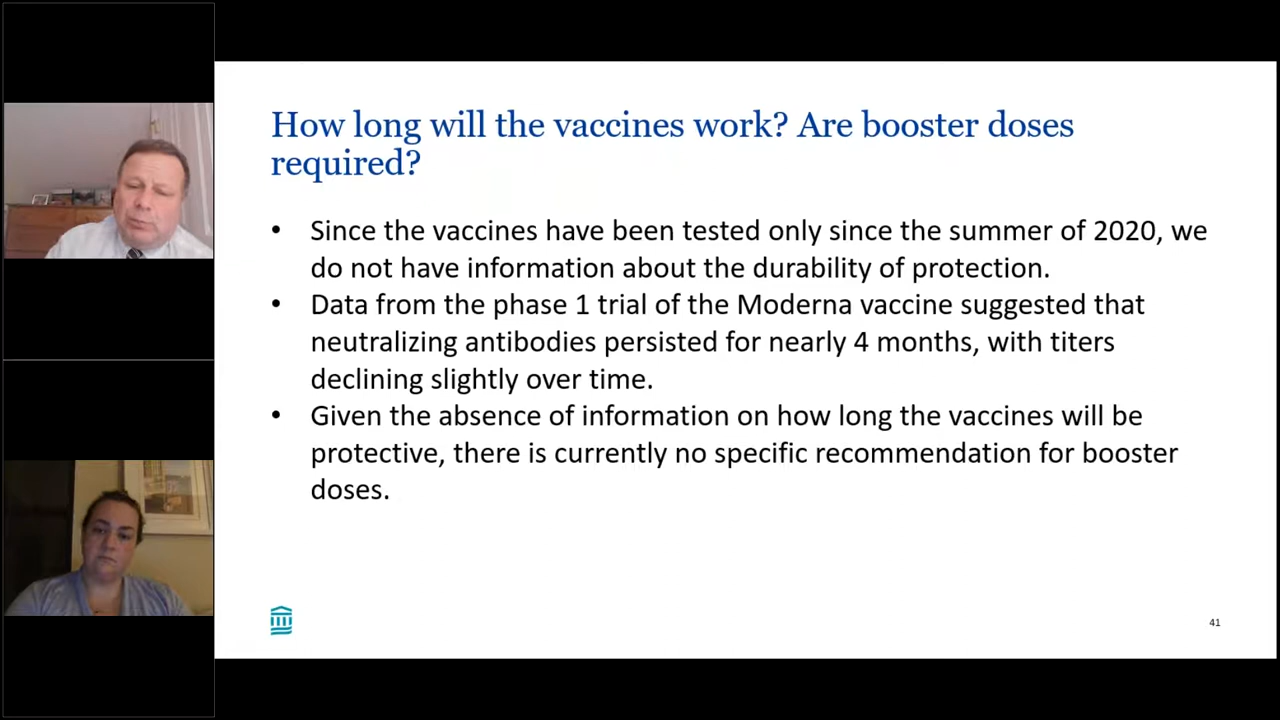 How long will the vaccines work? Are booster doses
required?
• Since the vaccines have been tested only since the summer of 2020, we
do not have information about the durability of protection.
• Data from the phase 1 trial of the Moderna vaccine suggested that
neutralizing antibodies persisted for nearly 4 months, with titers
declining slightly over time.
• Given the absence of information on how long the vaccines will be
protective, there is currently no specific recommendation for booster
doses.
41